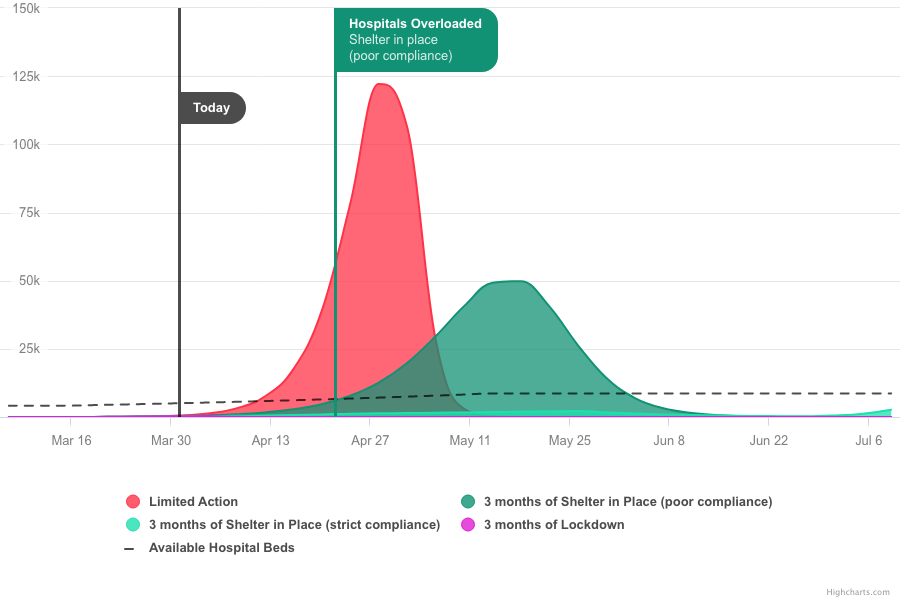 150k
Hospitals Overloaded
Shelter in place
(poor compliance)
125k
Today
100k
75k
50k
25k
Mar 16 Mar 30 Apr 13 Apr 27 May 11 May 25 Jun 8 Jun 22 Jul 6
Limited Action 3 months of Shelter in Place (poor compliance)
3 months of Shelter in Place (strict compliance) 3 months of Lockdown
Available Hospital Beds
Highcharts.com